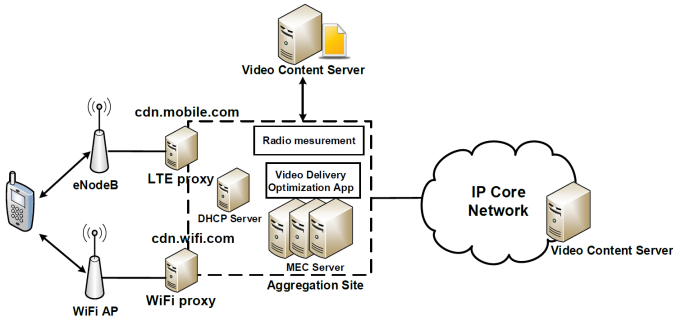 Video Content Server
cdn.mobile.com
Radio mesurement
eNodeB
LTE proxy
Video Delivery
Optimization App
DHCP Server
IP Core
Network
cdn.wifi.com
Video Content Server
MEC Server
WiFi AP
WiFi proxy
Aggregation Site